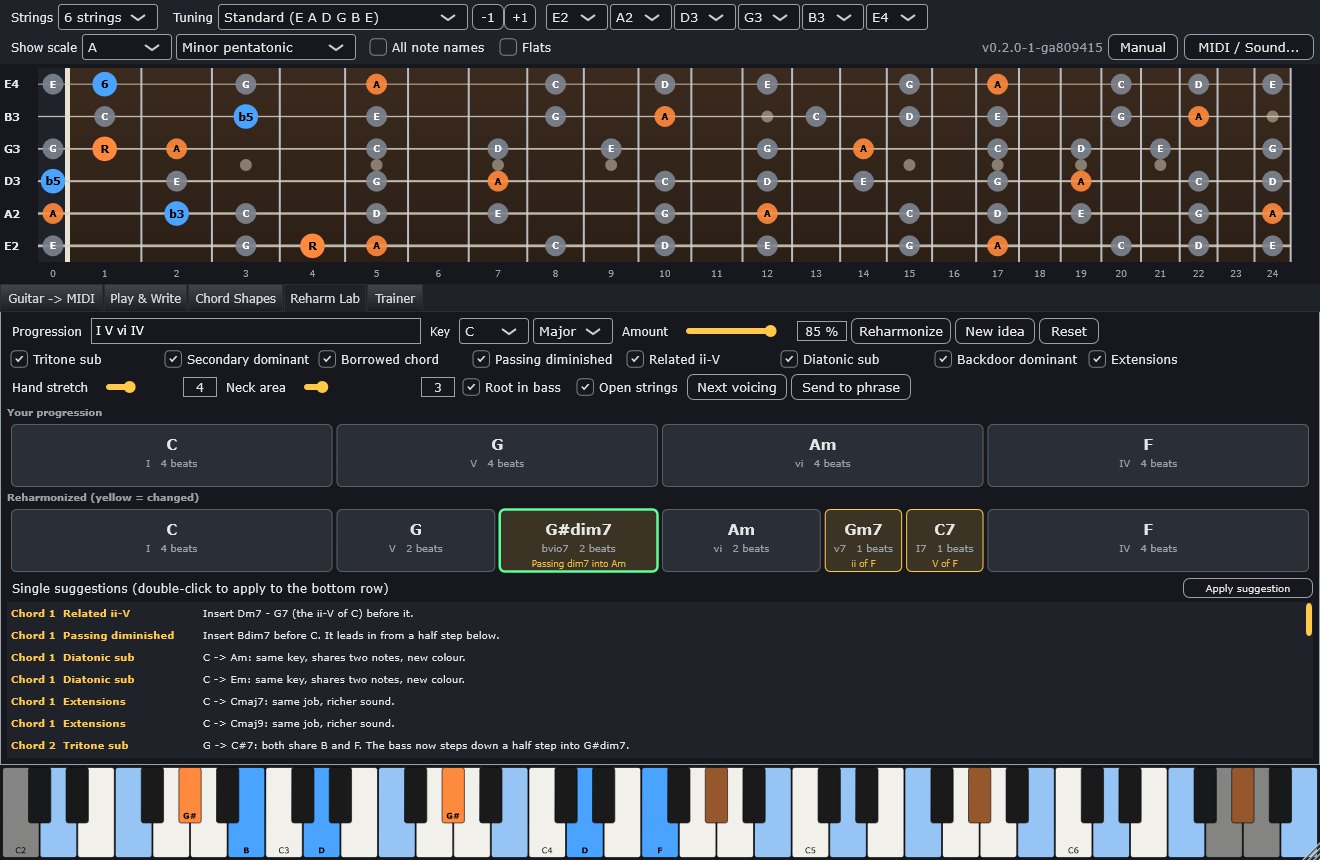 Strings 6 strings Tuning Standard (E A D G B E) -1 +1 E2 A2 D3 G3 B3 E4
Show scale A Minor pentatonic All note names Flats v0.2.0-1-ga809415 Manual MIDI / Sound...
E4 E 6 G A C D E G A C D E
B3 C b5 E G A C D E G A
G3 G R A C D E G A C D E G
D3 b5 E G A C D E G A C D
A2 A b3 C D E G A C D E G A
E2 E G R A C D E G A C D E
0 1 2 3 4 5 6 7 8 9 10 11 12 13 14 15 16 17 18 19 20 21 22 23 24
Guitar -> MIDI Play & Write Chord Shapes Reharm Lab Trainer
Progression I V vi IV Key C Major Amount 85 % Reharmonize New idea Reset
Tritone sub Secondary dominant Borrowed chord Passing diminished Related ii-V Diatonic sub Backdoor dominant Extensions
Hand stretch 4 Neck area 3 Root in bass Open strings Next voicing Send to phrase
Your progression
C G Am F
I 4 beats V 4 beats vi 4 beats IV 4 beats
Reharmonized (yellow = changed)
C G G#dim7 Am Gm7 C7 F
I 4 beats V 2 beats bvio7 2 beats vi 2 beats v7 1 beats I7 1 beats IV 4 beats
Passing dim7 into Am ii of F V of F
Single suggestions (double-click to apply to the bottom row) Apply suggestion
Chord 1 Related ii-V Insert Dm7 - G7 (the ii-V of C) before it.
Chord 1 Passing diminished Insert Bdim7 before C. It leads in from a half step below.
Chord 1 Diatonic sub C -> Am: same key, shares two notes, new colour.
Chord 1 Diatonic sub C -> Em: same key, shares two notes, new colour.
Chord 1 Extensions C -> Cmaj7: same job, richer sound.
Chord 1 Extensions C -> Cmaj9: same job, richer sound.
Chord 2 Tritone sub G -> C#7: both share B and F. The bass now steps down a half step into G#dim7.
G# G#
C2 B C3 D C4 D F C5 C6